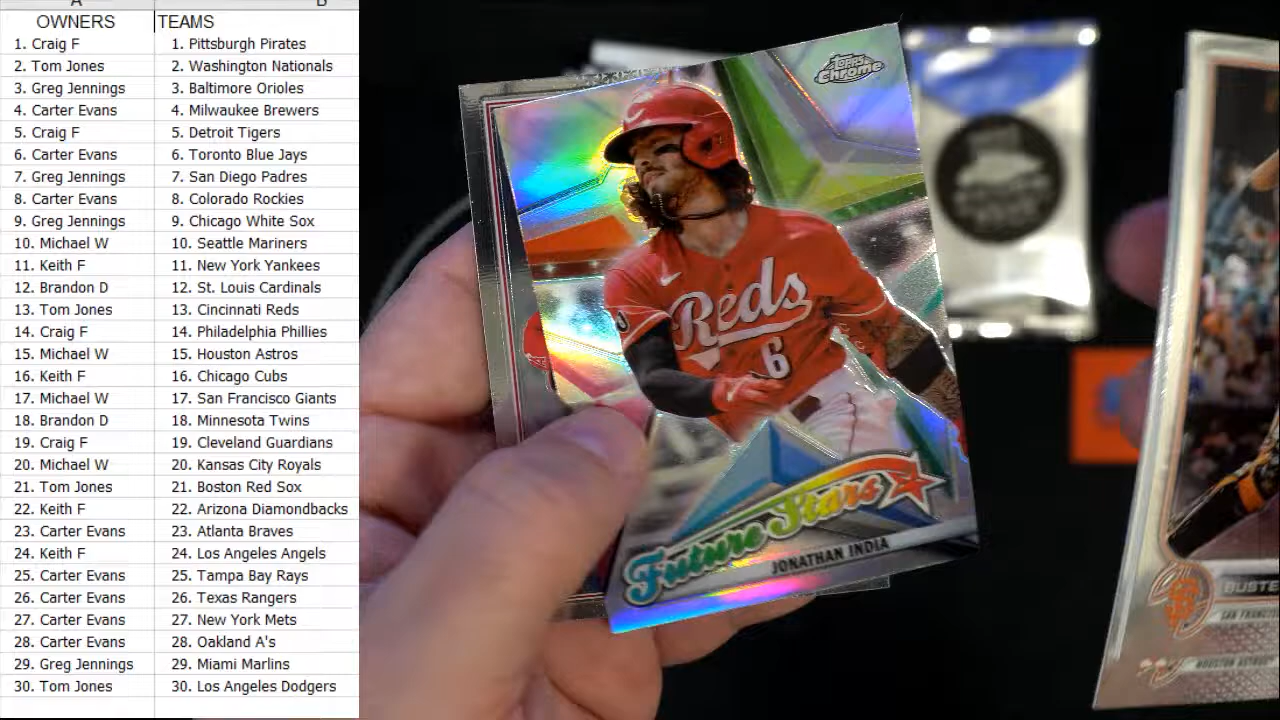 A B
OWNERS TEAMS
1. Craig F 1. Pittsburgh Pirates
2. Tom Jones 2. Washington Nationals
3. Greg Jennings 3. Baltimore Orioles
4. Carter Evans 4. Milwaukee Brewers
5. Craig F 5. Detroit Tigers
6. Carter Evans 6. Toronto Blue Jays
7. Greg Jennings 7. San Diego Padres
8. Carter Evans 8. Colorado Rockies
9. Greg Jennings 9. Chicago White Sox
10. Michael W 10. Seattle Mariners
11. Keith F 11. New York Yankees
12. Brandon D 12. St. Louis Cardinals
13. Tom Jones 13. Cincinnati Reds
14. Craig F 14. Philadelphia Phillies
15. Michael W 15. Houston Astros
16. Keith F 16. Chicago Cubs
17. Michael W 17. San Francisco Giants
18. Brandon D 18. Minnesota Twins
19. Craig F 19. Cleveland Guardians
20. Michael W 20. Kansas City Royals
21. Tom Jones 21. Boston Red Sox
22. Keith F 22. Arizona Diamondbacks
23. Carter Evans 23. Atlanta Braves
24. Keith F 24. Los Angeles Angels
25. Carter Evans 25. Tampa Bay Rays
26. Carter Evans 26. Texas Rangers
27. Carter Evans 27. New York Mets
28. Carter Evans 28. Oakland A's
29. Greg Jennings 29. Miami Marlins
30. Tom Jones 30. Los Angeles Dodgers
Topps
Chrome
Reds
6
Future Stars
JONATHAN INDIA
SF
BUSTE
SAN FRANCISC
HOUSTON ASTROS